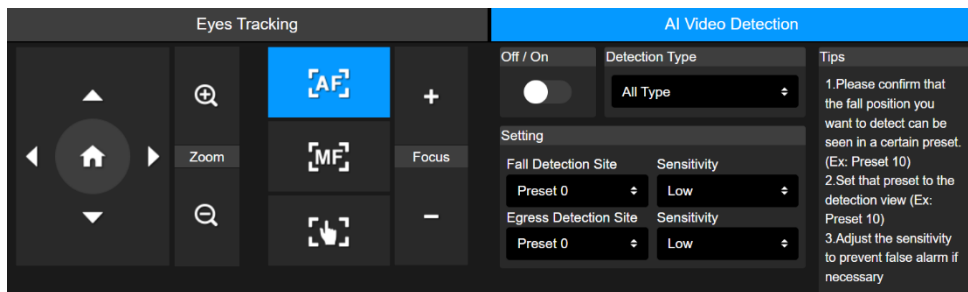 Eyes Tracking
AI Video Detection
Zoom
AF
MF
Focus
Off / On
Detection Type
All Type
Setting
Fall Detection Site
Sensitivity
Preset 0
Low
Egress Detection Site
Sensitivity
Preset 0
Low
Tips
1.Please confirm that
the fall position you
want to detect can be
seen in a certain preset.
(Ex: Preset 10)
2.Set that preset to the
detection view (Ex:
Preset 10)
3.Adjust the sensitivity
to prevent false alarm if
necessary